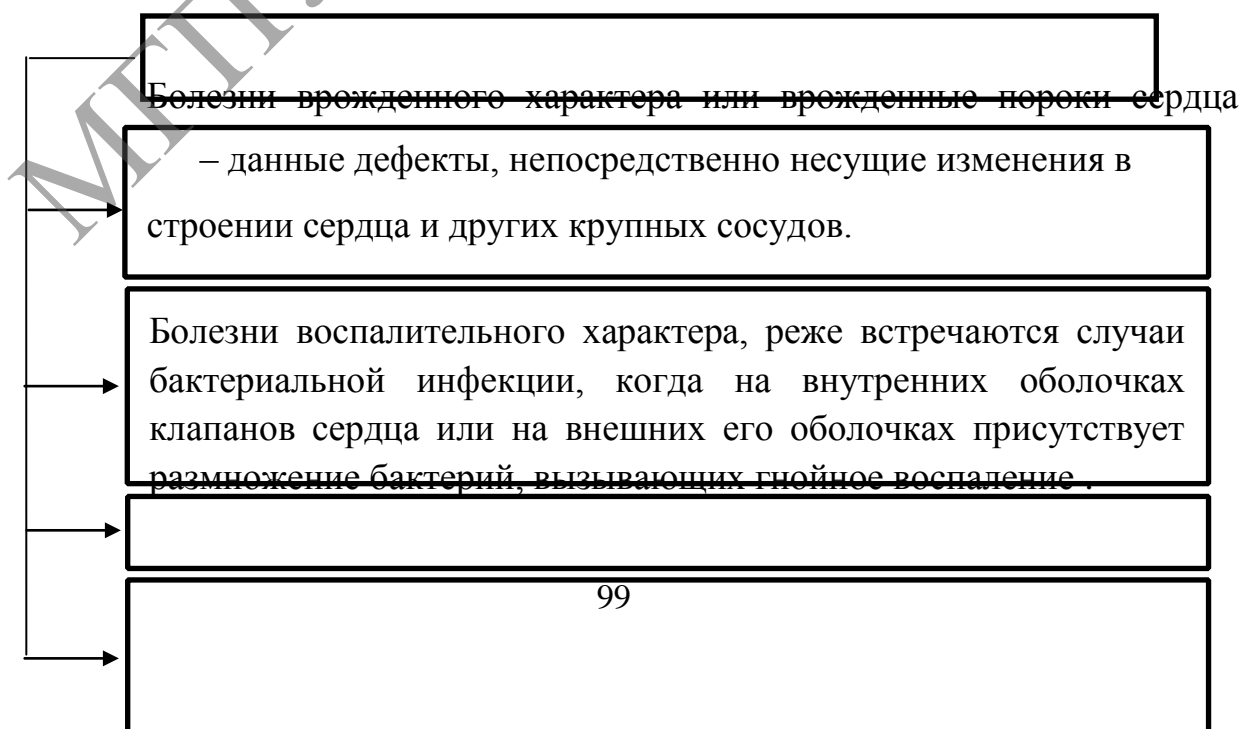 МГПУ
Болезни врожденного характера или врожденные пороки сердца
– данные дефекты, непосредственно несущие изменения в
строении сердца и других крупных сосудов.
Болезни воспалительного характера, реже встречаются случаи
бактериальной инфекции, когда на внутренних оболочках
клапанов сердца или на внешних его оболочках присутствует
размножение бактерий, вызывающих гнойное воспаление .
99